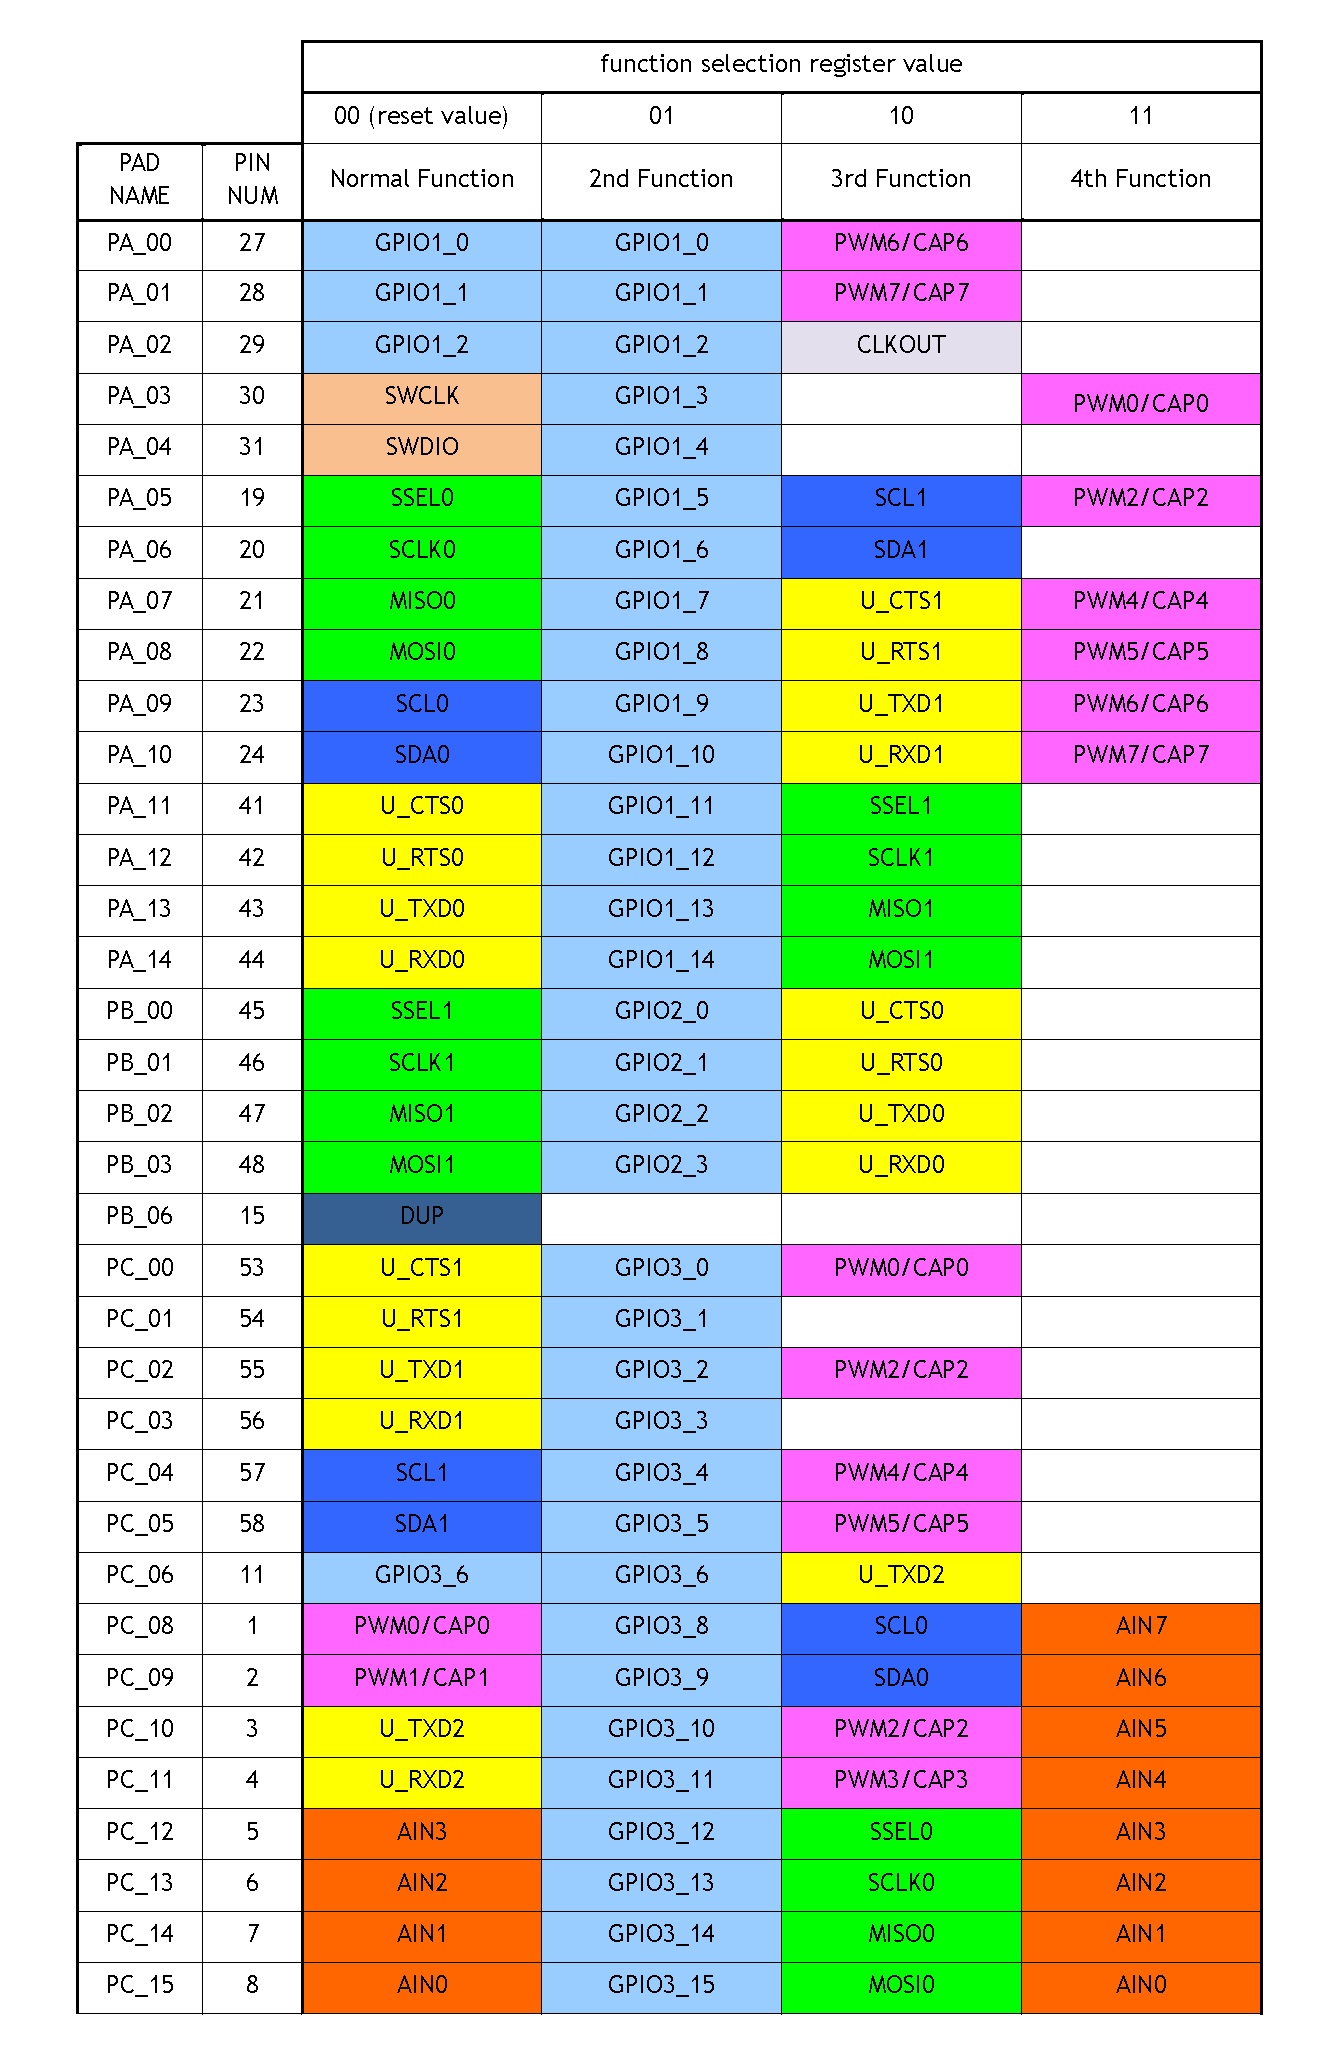 function selection register value
00 (reset value) 01 10 11
PAD NAME PIN NUM Normal Function 2nd Function 3rd Function 4th Function
PA_00 27 GPIO1_0 GPIO1_0 PWM6/CAP6
PA_01 28 GPIO1_1 GPIO1_1 PWM7/CAP7
PA_02 29 GPIO1_2 GPIO1_2 CLKOUT
PA_03 30 SWCLK GPIO1_3 PWM0/CAP0
PA_04 31 SWDIO GPIO1_4
PA_05 19 SSEL0 GPIO1_5 SCL1 PWM2/CAP2
PA_06 20 SCLK0 GPIO1_6 SDA1
PA_07 21 MISO0 GPIO1_7 U_CTS1 PWM4/CAP4
PA_08 22 MOSI0 GPIO1_8 U_RTS1 PWM5/CAP5
PA_09 23 SCL0 GPIO1_9 U_TXD1 PWM6/CAP6
PA_10 24 SDA0 GPIO1_10 U_RXD1 PWM7/CAP7
PA_11 41 U_CTS0 GPIO1_11 SSEL1
PA_12 42 U_RTS0 GPIO1_12 SCLK1
PA_13 43 U_TXD0 GPIO1_13 MISO1
PA_14 44 U_RXD0 GPIO1_14 MOSI1
PB_00 45 SSEL1 GPIO2_0 U_CTS0
PB_01 46 SCLK1 GPIO2_1 U_RTS0
PB_02 47 MISO1 GPIO2_2 U_TXD0
PB_03 48 MOSI1 GPIO2_3 U_RXD0
PB_06 15 DUP
PC_00 53 U_CTS1 GPIO3_0 PWM0/CAP0
PC_01 54 U_RTS1 GPIO3_1
PC_02 55 U_TXD1 GPIO3_2 PWM2/CAP2
PC_03 56 U_RXD1 GPIO3_3
PC_04 57 SCL1 GPIO3_4 PWM4/CAP4
PC_05 58 SDA1 GPIO3_5 PWM5/CAP5
PC_06 11 GPIO3_6 GPIO3_6 U_TXD2
PC_08 1 PWM0/CAP0 GPIO3_8 SCL0 AIN7
PC_09 2 PWM1/CAP1 GPIO3_9 SDA0 AIN6
PC_10 3 U_TXD2 GPIO3_10 PWM2/CAP2 AIN5
PC_11 4 U_RXD2 GPIO3_11 PWM3/CAP3 AIN4
PC_12 5 AIN3 GPIO3_12 SSEL0 AIN3
PC_13 6 AIN2 GPIO3_13 SCLK0 AIN2
PC_14 7 AIN1 GPIO3_14 MISO0 AIN1
PC_15 8 AIN0 GPIO3_15 MOSI0 AIN0